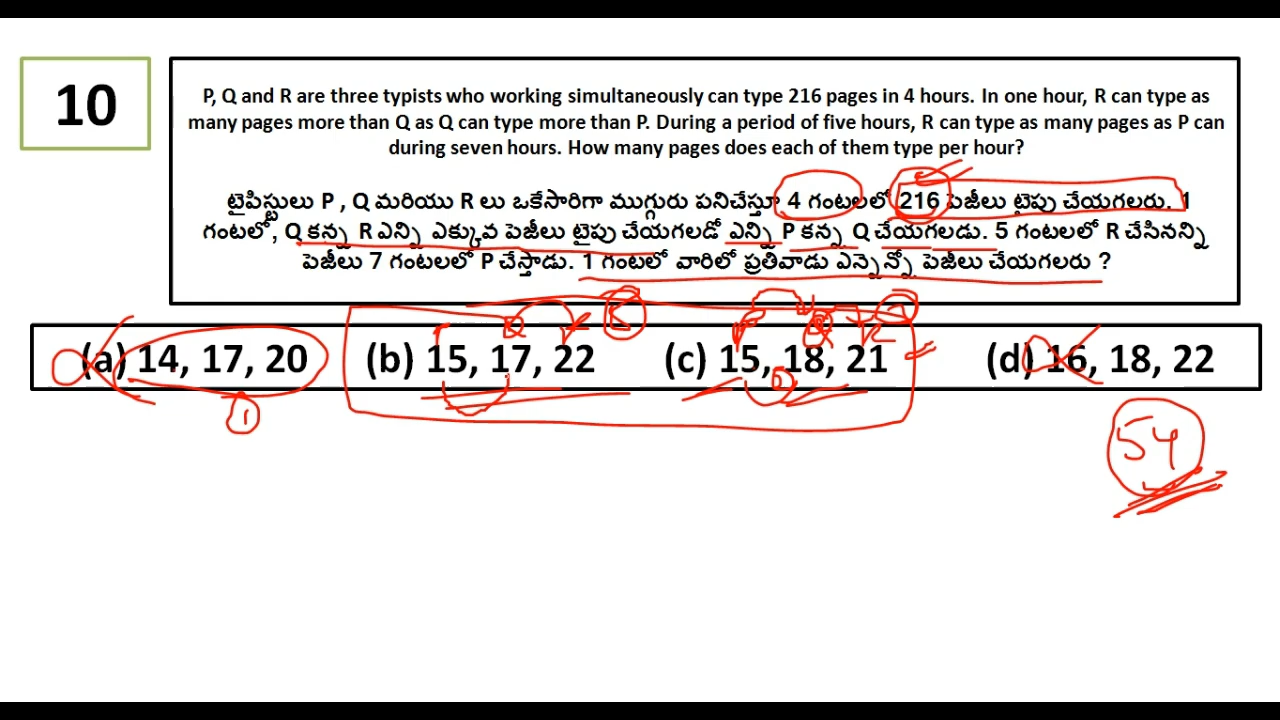 10
P, Q and R are three typists who working simultaneously can type 216 pages in 4 hours. In one hour, R can type as
many pages more than Q as Q can type more than P. During a period of five hours, R can type as many pages as P can
during seven hours. How many pages does each of them type per hour?
టైపిస్టులు P , Q మరియు R లు ఒకేసారిగా ముగ్గురు పనిచేస్తూ 4 గంటలలో 216 పేజీలు టైపు చేయగలరు. 1
గంటలో, Q కన్న R ఎన్ని ఎక్కువ పేజీలు టైపు చేయగలడో ఎన్ని P కన్న Q చేయగలడు. 5 గంటలలో R చేసినన్ని
పేజీలు 7 గంటలలో P చేస్తాడు. 1 గంటలో వారిలో ప్రతివాడు ఎన్నెన్నో పేజీలు చేయగలరు ?
(a) 14, 17, 20 (b) 15, 17, 22 (c) 15, 18, 21 (d) 16, 18, 22
1
54